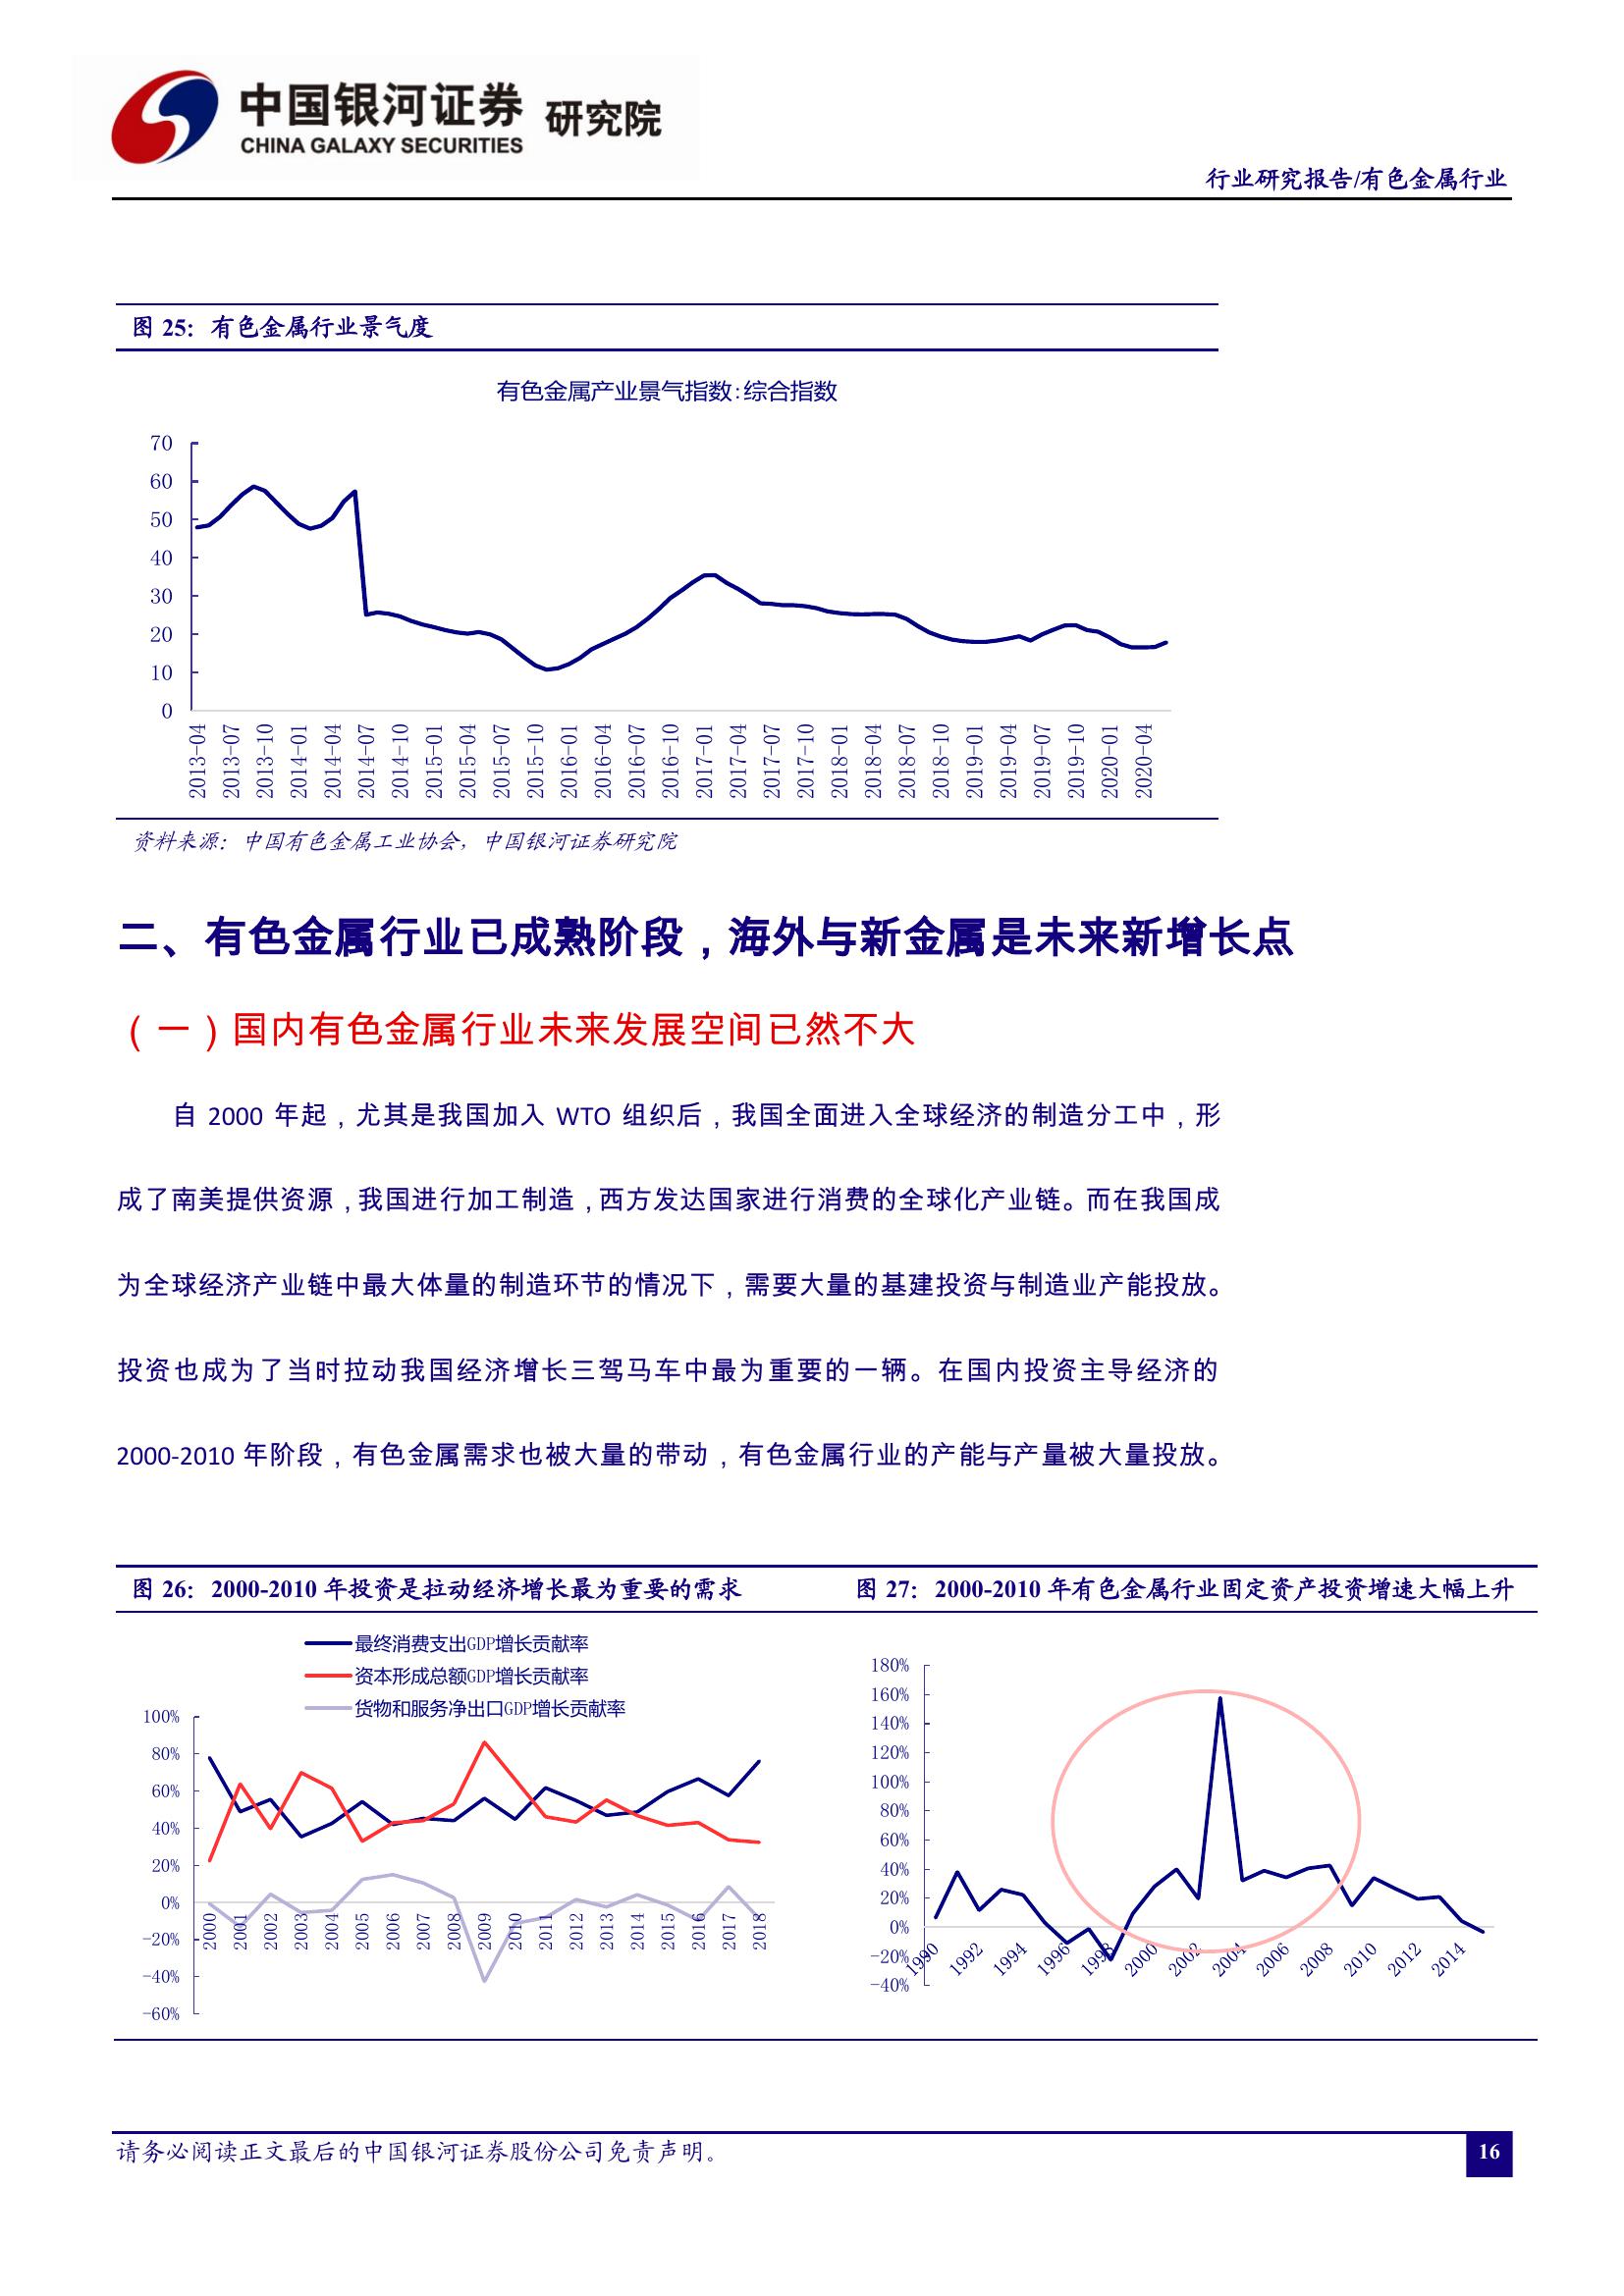 中国银河证券 研究院
CHINA GALAXY SECURITIES
行业研究报告/有色金属行业
图 25：有色金属行业景气度
有色金属产业景气指数:综合指数
70
60
50
40
30
20
10
0
2013-04 2013-07 2013-10 2014-01 2014-04 2014-07 2014-10 2015-01 2015-04 2015-07 2015-10 2016-01 2016-04 2016-07 2016-10 2017-01 2017-04 2017-07 2017-10 2018-01 2018-04 2018-07 2018-10 2019-01 2019-04 2019-07 2019-10 2020-01 2020-04
资料来源：中国有色金属工业协会，中国银河证券研究院
二、有色金属行业已成熟阶段，海外与新金属是未来新增长点
（一）国内有色金属行业未来发展空间已然不大
自 2000 年起，尤其是我国加入 WTO 组织后，我国全面进入全球经济的制造分工中，形
成了南美提供资源，我国进行加工制造，西方发达国家进行消费的全球化产业链。而在我国成
为全球经济产业链中最大体量的制造环节的情况下，需要大量的基建投资与制造业产能投放。
投资也成为了当时拉动我国经济增长三驾马车中最为重要的一辆。在国内投资主导经济的
2000-2010 年阶段，有色金属需求也被大量的带动，有色金属行业的产能与产量被大量投放。
图 26：2000-2010 年投资是拉动经济增长最为重要的需求
最终消费支出GDP增长贡献率
资本形成总额GDP增长贡献率
货物和服务净出口GDP增长贡献率
100%
80%
60%
40%
20%
0%
-20%
-40%
-60%
2000 2001 2002 2003 2004 2005 2006 2007 2008 2009 2010 2011 2012 2013 2014 2015 2016 2017 2018
图 27：2000-2010 年有色金属行业固定资产投资增速大幅上升
180%
160%
140%
120%
100%
80%
60%
40%
20%
0%
-20%
-40%
1990 1992 1994 1996 1998 2000 2002 2004 2006 2008 2010 2012 2014
请务必阅读正文最后的中国银河证券股份公司免责声明。
16